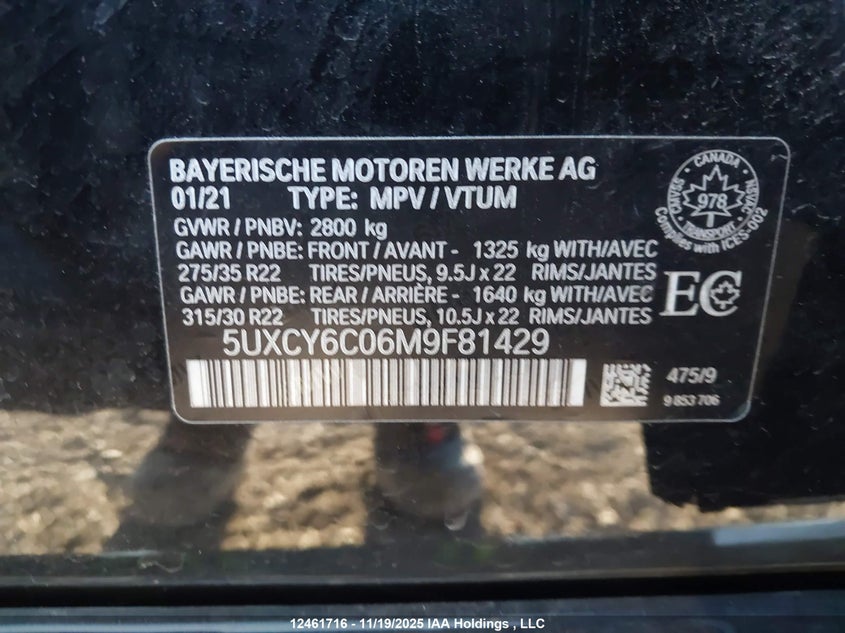 BAYERISCHE MOTOREN WERKE AG
01/21 TYPE: MPV / VTUM
GVWR / PNBV: 2800 kg
GAWR / PNBE: FRONT / AVANT - 1325 kg WITH/AVEC
275/35 R22 TIRES/PNEUS, 9.5J x 22 RIMS/JANTES
GAWR / PNBE: REAR / ARRIÈRE - 1640 kg WITH/AVEC
315/30 R22 TIRES/PNEUS, 10.5J x 22 RIMS/JANTES
5UXCY6C06M9F81429
CANADA
CMVSS
978
NSVAC
TRANSPORT
Complies with ICES-002
EC
475/9
9 853 706
12461716 - 11/19/2025 IAA Holdings , LLC